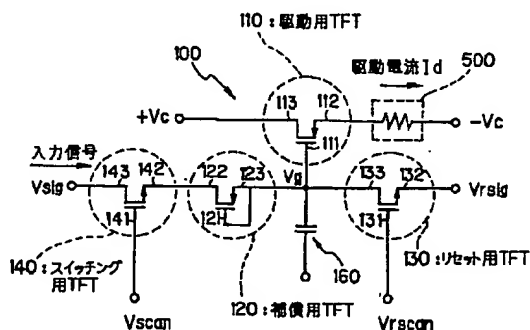 110:駆動用TFT
100
駆動電流Id
500
113
112
+Vc
-Vc
111
入力信号
Vsig
143
142
122
123
Vg
133
132
Vrsig
141
121
131
160
140:スイッチング用TFT
120:補償用TFT
130:リセット用TFT
Vscan
Vrscan